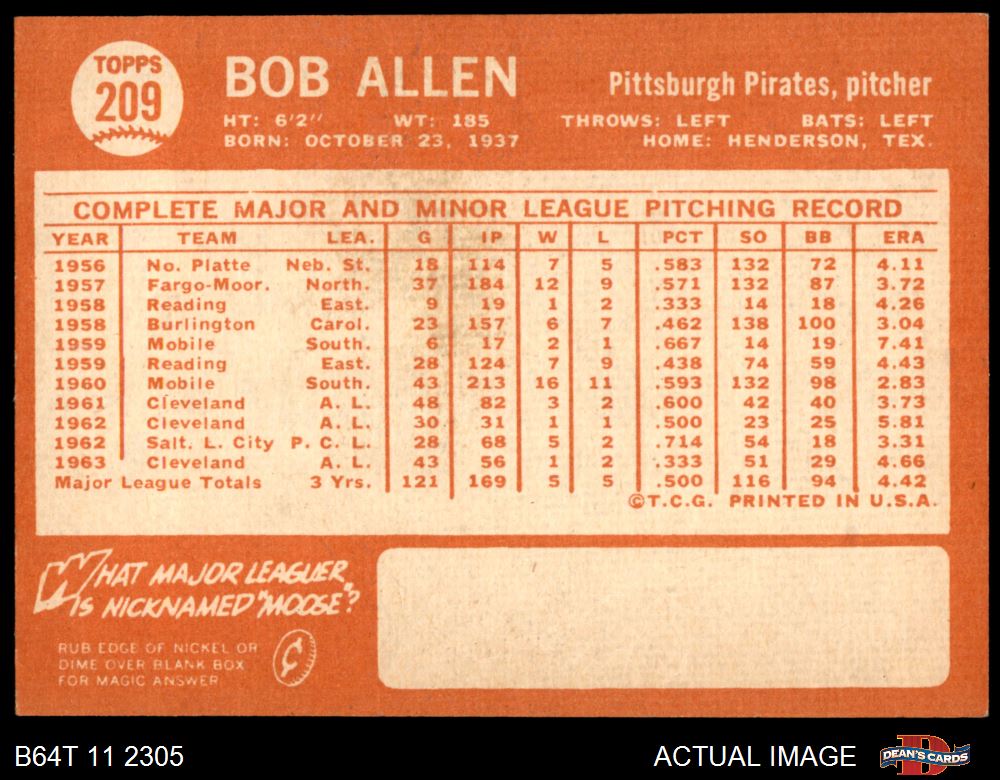 TOPPS
209
BOB ALLEN
Pittsburgh Pirates, pitcher
HT: 6'2" WT: 185 THROWS: LEFT BATS: LEFT
BORN: OCTOBER 23, 1937 HOME: HENDERSON, TEX.
COMPLETE MAJOR AND MINOR LEAGUE PITCHING RECORD
YEAR TEAM LEA. G IP W L PCT SO BB ERA
1956 No. Platte Neb. St. 18 114 7 5 .583 132 72 4.11
1957 Fargo-Moor. North. 37 184 12 9 .571 132 87 3.72
1958 Reading East. 9 19 1 2 .333 14 18 4.26
1958 Burlington Carol. 23 157 6 7 .462 138 100 3.04
1959 Mobile South. 6 17 2 1 .667 14 19 7.41
1959 Reading East. 28 124 7 9 .438 74 59 4.43
1960 Mobile South. 43 213 16 11 .593 132 98 2.83
1961 Cleveland A. L. 48 82 3 2 .600 42 40 3.73
1962 Cleveland A. L. 30 31 1 1 .500 23 25 5.81
1962 Salt. L. City P. C. L. 28 68 5 2 .714 54 18 3.31
1963 Cleveland A. L. 43 56 1 2 .333 51 29 4.66
Major League Totals 3 Yrs. 121 169 5 5 .500 116 94 4.42
©T.C.G. PRINTED IN U.S.A.
WHAT MAJOR LEAGUER
IS NICKNAMED "MOOSE"?
RUB EDGE OF NICKEL OR
DIME OVER BLANK BOX
FOR MAGIC ANSWER
¢
B64T 11 2305 ACTUAL IMAGE
D
DEAN'S CARDS